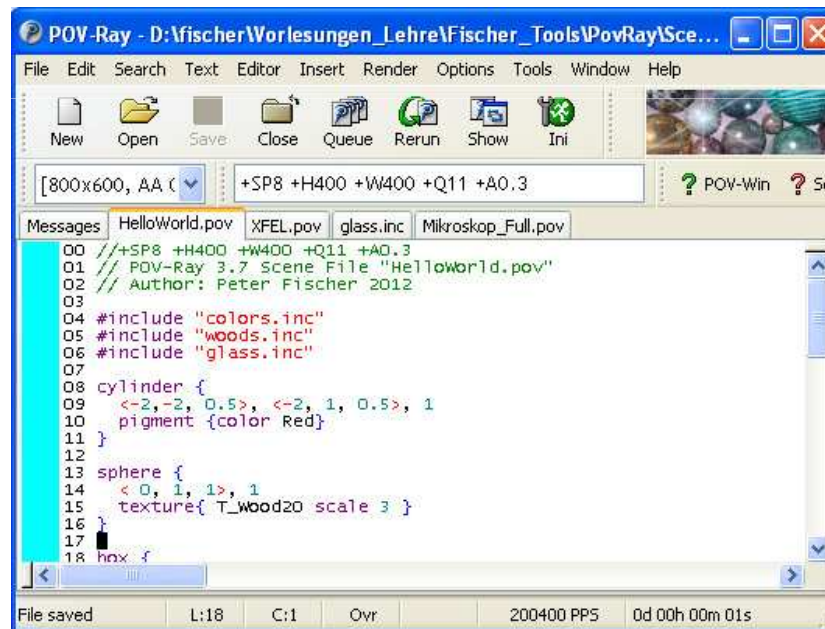 POV-Ray - D:\fischer\Vorlesungen_Lehre\Fischer_Tools\PovRay\Sce...
File Edit Search Text Editor Insert Render Options Tools Window Help
New Open Save Close Queue Rerun Show Ini
[800x600, AA +SP8 +H400 +W400 +Q11 +A0.3 ? POV-Win ?
Messages HelloWorld.pov XFEL.pov glass.inc Mikroskop_Full.pov
00 //+SP8 +H400 +W400 +Q11 +A0.3
01 // POV-Ray 3.7 Scene File "HelloWorld.pov"
02 // Author: Peter Fischer 2012
03
04 #include "colors.inc"
05 #include "woods.inc"
06 #include "glass.inc"
07
08 cylinder {
09 <-2,-2, 0.5>, <-2, 1, 0.5>, 1
10 pigment {color Red}
11 }
12
13 sphere {
14 < 0, 1, 1>, 1
15 texture{ T_Wood20 scale 3 }
16 }
17
18 box {
File saved L:18 C:1 Ovr 200400 PPS 0d 00h 00m 01s